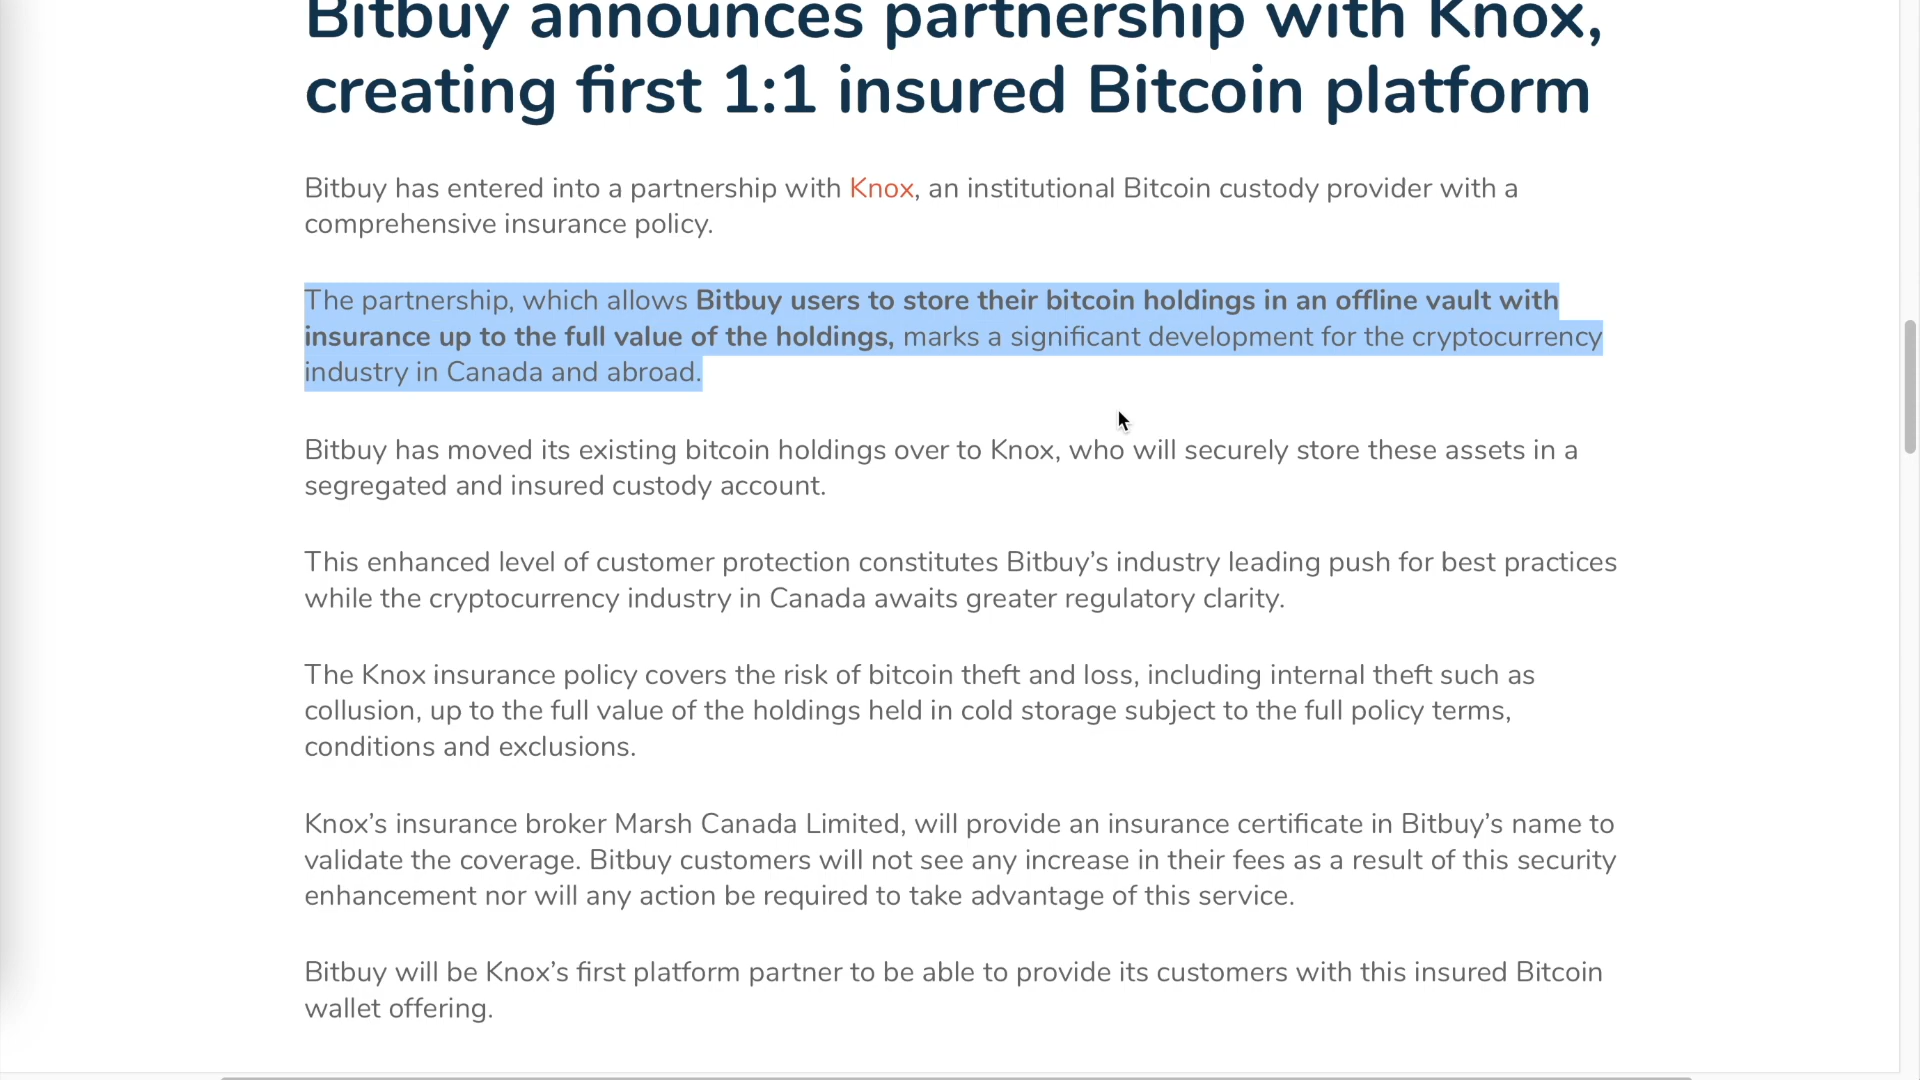 Bitbuy announces partnership with Knox,
creating first 1:1 insured Bitcoin platform
Bitbuy has entered into a partnership with Knox, an institutional Bitcoin custody provider with a
comprehensive insurance policy.
The partnership, which allows Bitbuy users to store their bitcoin holdings in an offline vault with
insurance up to the full value of the holdings, marks a significant development for the cryptocurrency
industry in Canada and abroad.
Bitbuy has moved its existing bitcoin holdings over to Knox, who will securely store these assets in a
segregated and insured custody account.
This enhanced level of customer protection constitutes Bitbuy’s industry leading push for best practices
while the cryptocurrency industry in Canada awaits greater regulatory clarity.
The Knox insurance policy covers the risk of bitcoin theft and loss, including internal theft such as
collusion, up to the full value of the holdings held in cold storage subject to the full policy terms,
conditions and exclusions.
Knox’s insurance broker Marsh Canada Limited, will provide an insurance certificate in Bitbuy’s name to
validate the coverage. Bitbuy customers will not see any increase in their fees as a result of this security
enhancement nor will any action be required to take advantage of this service.
Bitbuy will be Knox’s first platform partner to be able to provide its customers with this insured Bitcoin
wallet offering.